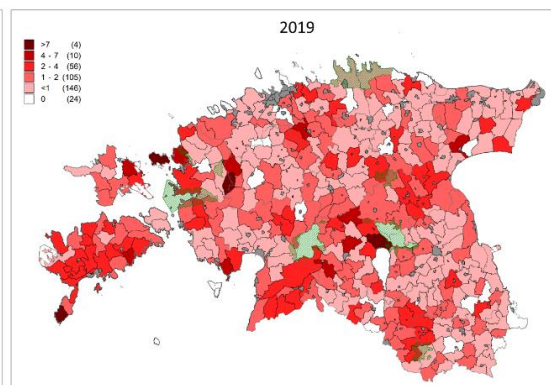 2019
>7 (4)
4 - 7 (10)
2 - 4 (56)
1 - 2 (105)
<1 (146)
0 (24)